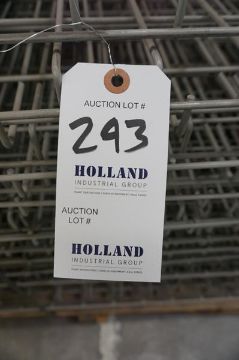 AUCTION LOT #
293
HOLLAND
INDUSTRIAL GROUP
AUCTION
LOT #
HOLLAND
INDUSTRIAL GROUP